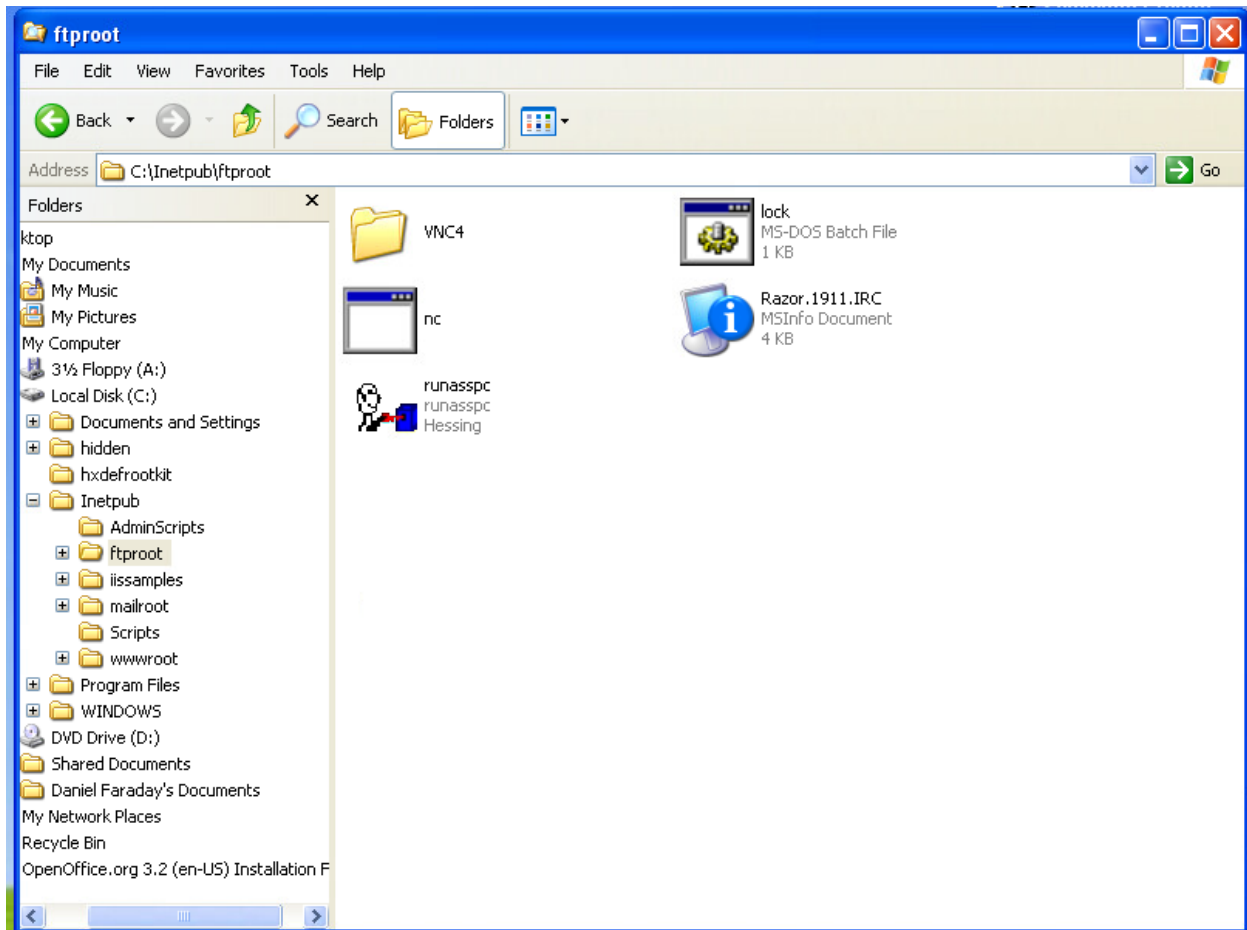 ftproot
File Edit View Favorites Tools Help
Back Search Folders
Address C:\Inetpub\ftproot Go
Folders
ktop
My Documents
My Music
My Pictures
My Computer
3½ Floppy (A:)
Local Disk (C:)
Documents and Settings
hidden
hxdefrootkit
Inetpub
AdminScripts
ftproot
iissamples
mailroot
Scripts
wwwroot
Program Files
WINDOWS
DVD Drive (D:)
Shared Documents
Daniel Faraday's Documents
My Network Places
Recycle Bin
OpenOffice.org 3.2 (en-US) Installation F
VNC4
lock
MS-DOS Batch File
1 KB
nc
Razor.1911.IRC
MSInfo Document
4 KB
runasspc
runasspc
Hessing